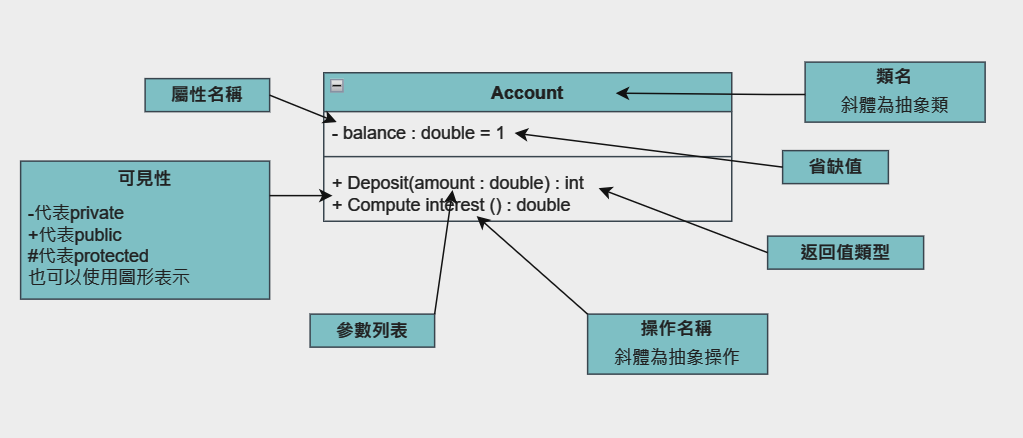 屬性名稱
Account
- balance : double = 1
+ Deposit(amount : double) : int
+ Compute interest () : double
類名
斜體為抽象類
省缺值
可見性
-代表private
+代表public
#代表protected
也可以使用圖形表示
返回值類型
參數列表
操作名稱
斜體為抽象操作